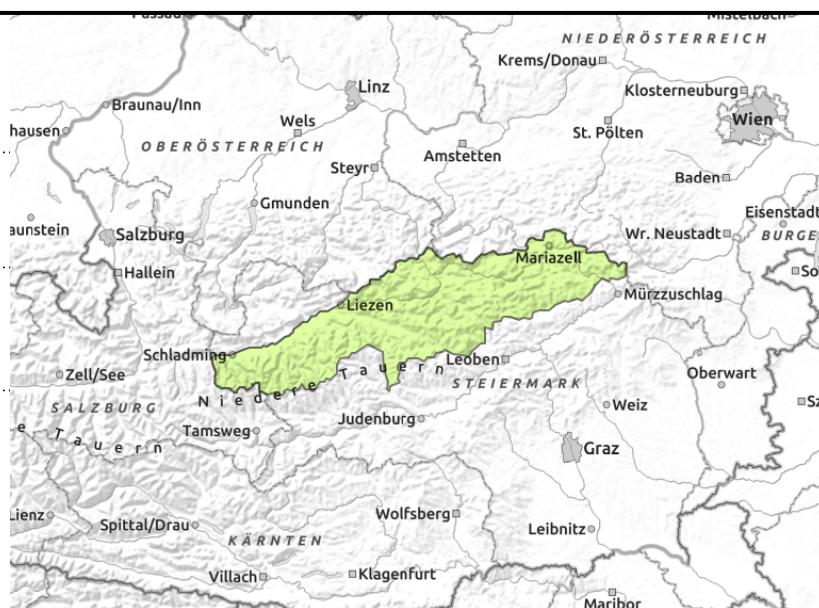 Passau
Mistelbach
NIEDERÖSTERREICH
Krems/Donau
Linz
Klosterneuburg
Braunau/Inn
Wels
Wien
hausen
St. Pölten
OBERÖSTERREICH
Amstetten
Steyr
Baden
Gmunden
Eisenstadt
aunstein
Salzburg
Wr. Neustadt
BURGE
Mariazell
Hallein
So
Mürzzuschlag
Liezen
Schladming
Leoben
Zell/See
Oberwart
Niedere Tauern
STEIERMARK
SALZBURG
Weiz
Sz
Judenburg
e Tauern
Tamsweg
Graz
Lienz
Spittal/Drau
Wolfsberg
Leibnitz
KÄRNTEN
Villach
Klagenfurt
Maribor